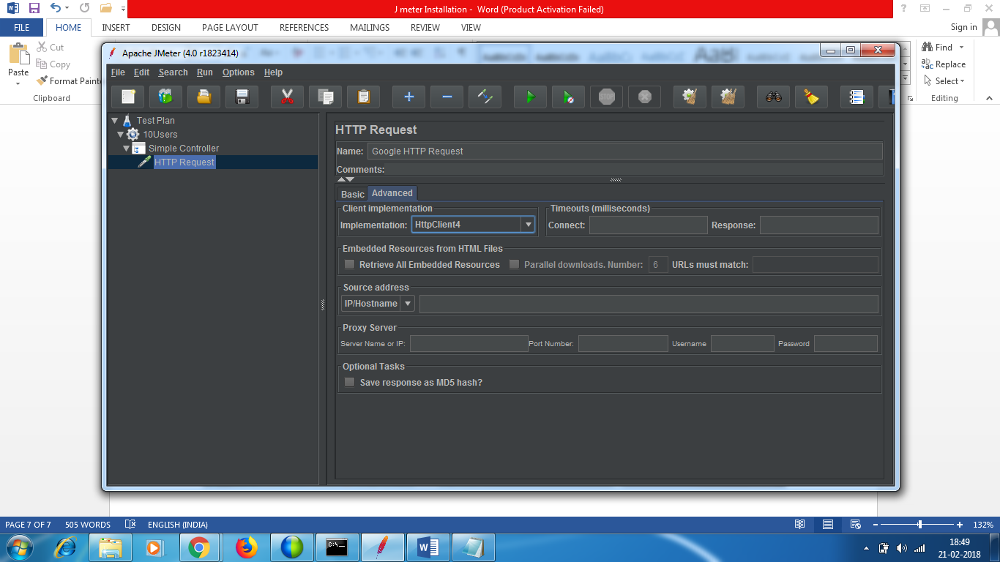 J meter Installation - Word (Product Activation Failed)
FILE HOME INSERT DESIGN PAGE LAYOUT REFERENCES MAILINGS REVIEW VIEW Sign in
Paste
Cut
Copy
Format Painte
Clipboard
Find
Replace
Select
Editing
Apache JMeter (4.0 r1823414)
File Edit Search Run Options Help
STOP
Test Plan
10Users
Simple Controller
HTTP Request
HTTP Request
Name: Google HTTP Request
Comments:
Basic Advanced
Client implementation
Implementation: HttpClient4
Timeouts (milliseconds)
Connect: Response:
Embedded Resources from HTML Files
Retrieve All Embedded Resources Parallel downloads. Number: 6 URLs must match:
Source address
IP/Hostname
Proxy Server
Server Name or IP: Port Number: Username Password
Optional Tasks
Save response as MD5 hash?
PAGE 7 OF 7 505 WORDS ENGLISH (INDIA) 132%
18:49
21-02-2018